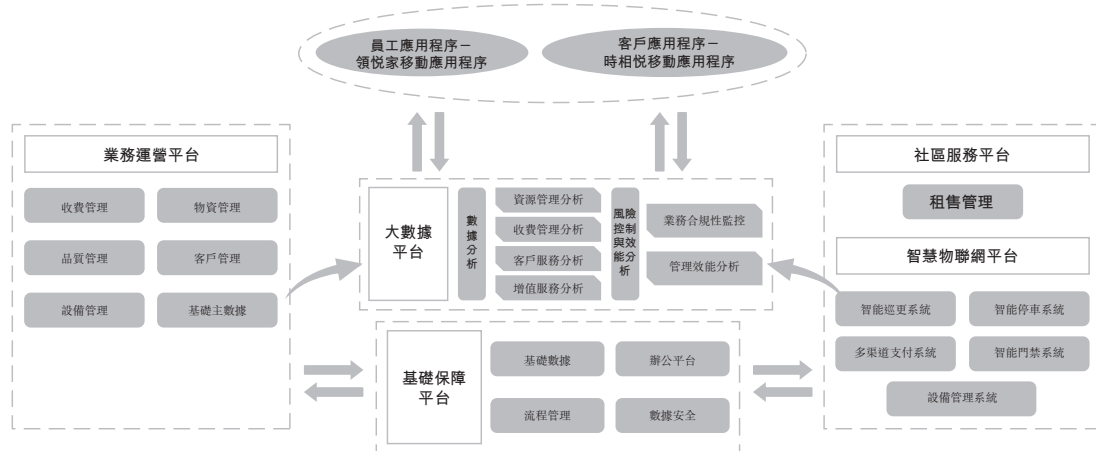 員工應用程序－
領悅家移動應用程序
客戶應用程序－
時相悅移動應用程序
業務運營平台
收費管理
物資管理
品質管理
客戶管理
設備管理
基礎主數據
大數據
平台
數據分析
資源管理分析
收費管理分析
客戶服務分析
增值服務分析
風險
控制
與效
能分
析
業務合規性監控
管理效能分析
基礎保障
平台
基礎數據
辦公平台
流程管理
數據安全
社區服務平台
租售管理
智慧物聯網平台
智能巡更系統
智能停車系統
多渠道支付系統
智能門禁系統
設備管理系統